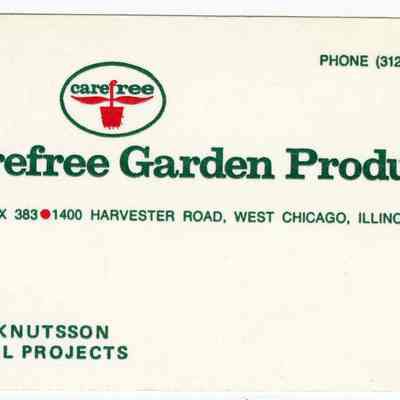 PHONE (312
carefree
refree Garden Produ
X 383●1400 HARVESTER ROAD, WEST CHICAGO, ILLINO
KNUTSSON
L PROJECTS